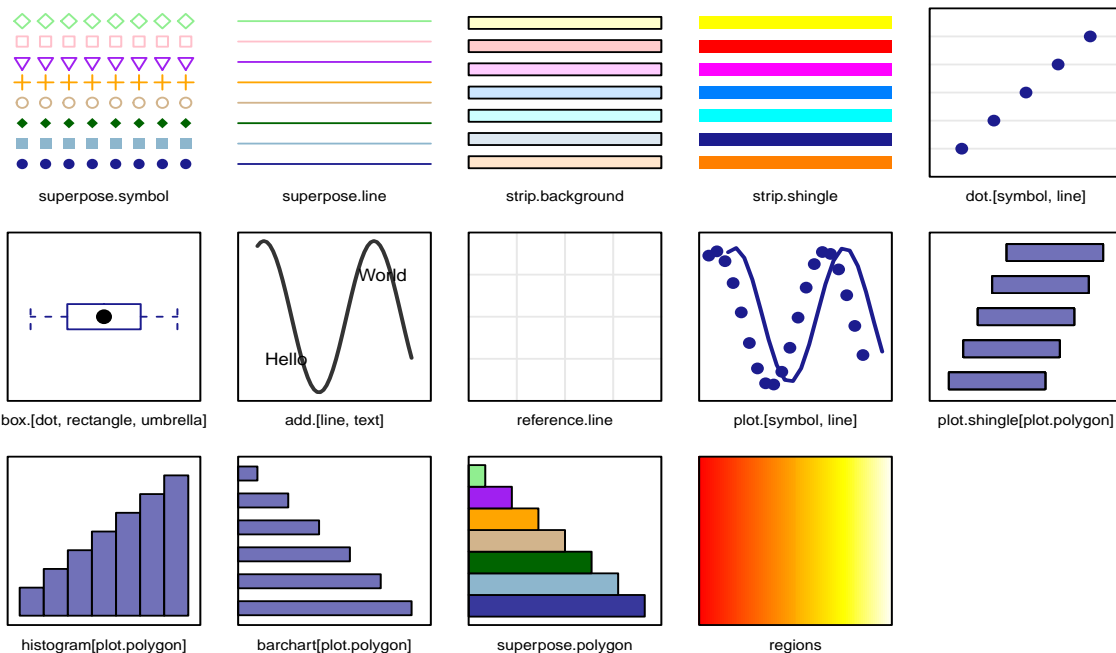 superpose.symbol
superpose.line
strip.background
strip.shingle
dot.[symbol, line]
World
Hello
box.[dot, rectangle, umbrella]
add.[line, text]
reference.line
plot.[symbol, line]
plot.shingle[plot.polygon]
histogram[plot.polygon]
barchart[plot.polygon]
superpose.polygon
regions